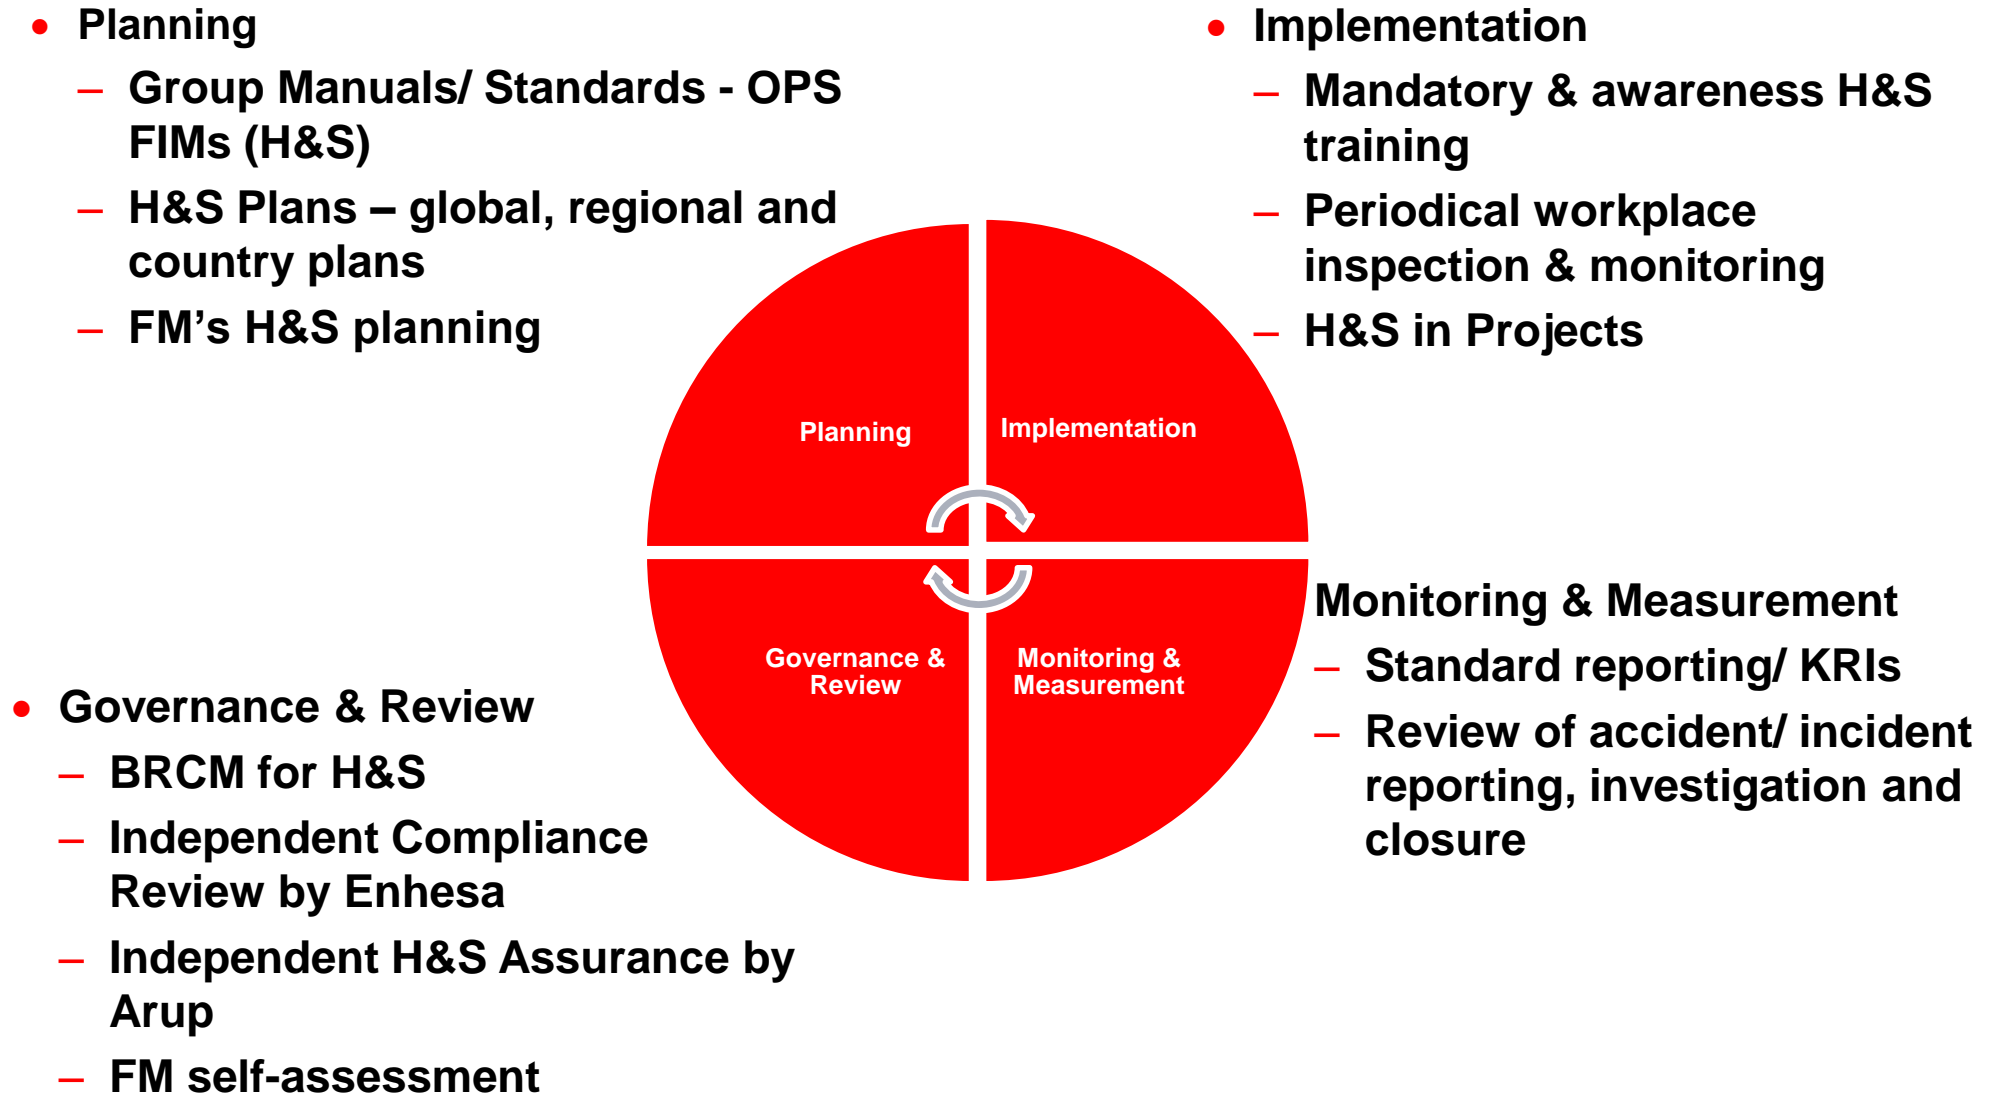 • Planning
– Group Manuals/ Standards - OPS
FIMs (H&S)
– H&S Plans – global, regional and
country plans
– FM’s H&S planning
• Implementation
– Mandatory & awareness H&S
training
– Periodical workplace
inspection & monitoring
– H&S in Projects
Planning
Implementation
Governance &
Review
Monitoring &
Measurement
Monitoring & Measurement
– Standard reporting/ KRIs
– Review of accident/ incident
reporting, investigation and
closure
• Governance & Review
– BRCM for H&S
– Independent Compliance
Review by Enhesa
– Independent H&S Assurance by
Arup
– FM self-assessment